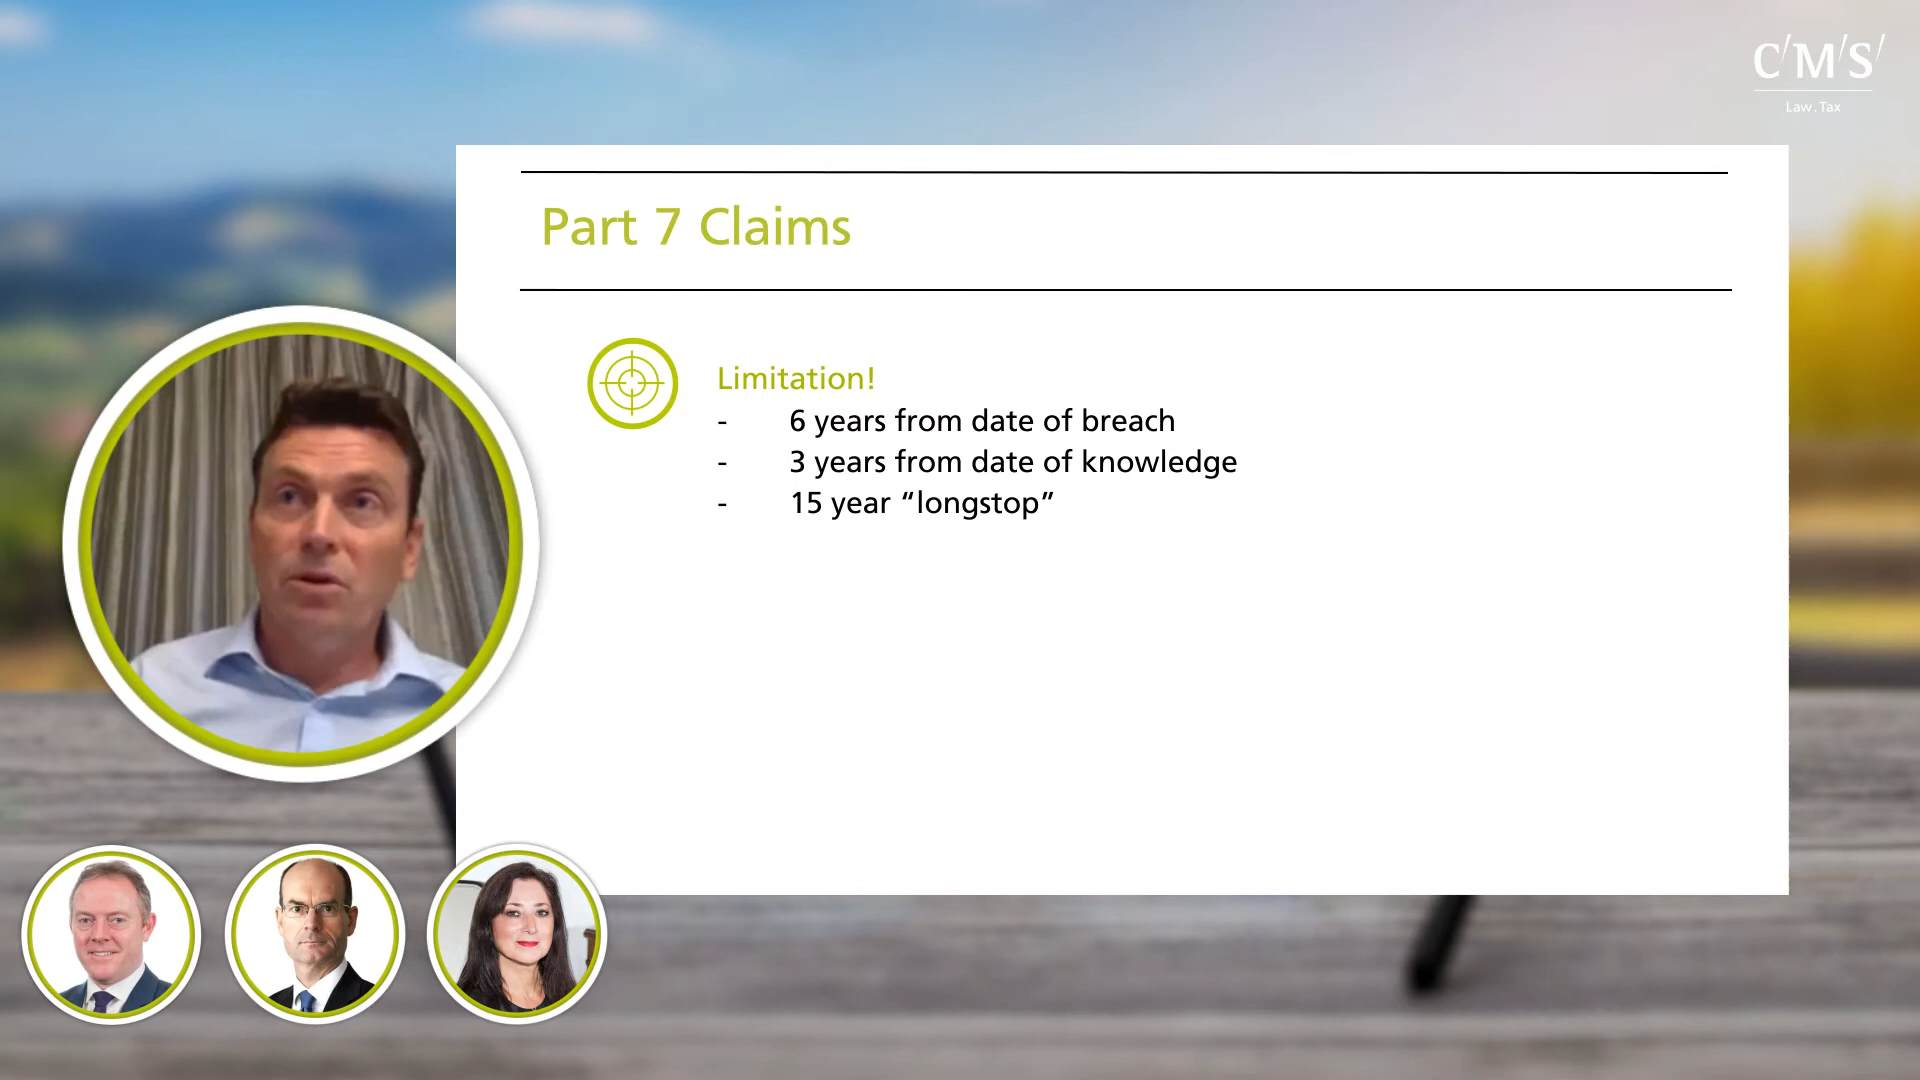 C/M/S/
Law.Tax
Part 7 Claims
Limitation!
- 6 years from date of breach
- 3 years from date of knowledge
- 15 year “longstop”